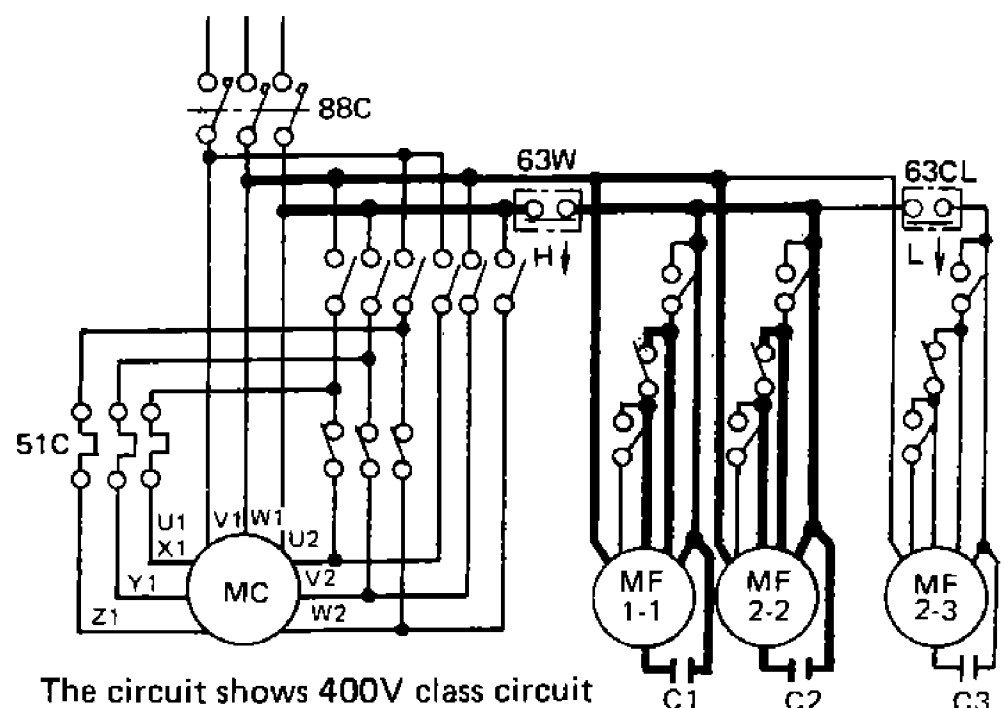 88C
63W
63CL
H
L
51C
U1
V1
W1
X1
U2
Y1
V2
MC
W2
Z1
MF
1-1
MF
2-2
MF
2-3
The circuit shows 400V class circuit
C1
C2
C3